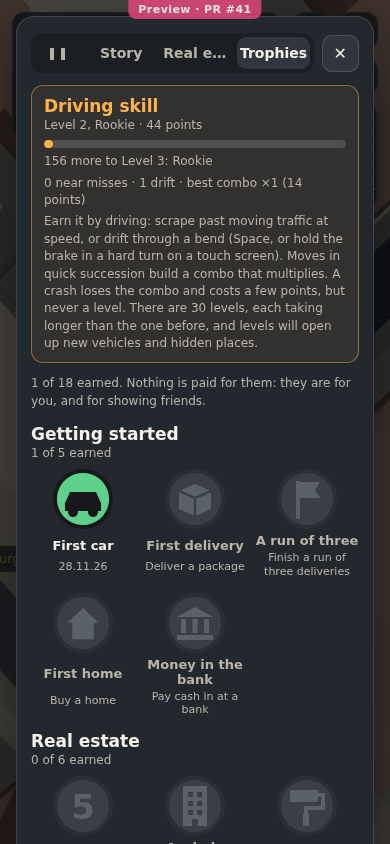 Preview · PR #41
Story
Real e...
Trophies
Driving skill
Level 2, Rookie · 44 points
156 more to Level 3: Rookie
0 near misses · 1 drift · best combo ×1 (14
points)
Earn it by driving: scrape past moving traffic at
speed, or drift through a bend (Space, or hold the
brake in a hard turn on a touch screen). Moves in
quick succession build a combo that multiplies. A
crash loses the combo and costs a few points, but
never a level. There are 30 levels, each taking
longer than the one before, and levels will open
up new vehicles and hidden places.
1 of 18 earned. Nothing is paid for them: they are for
you, and for showing friends.
Getting started
1 of 5 earned
First car
28.11.26
First delivery
Deliver a package
A run of three
Finish a run of
three deliveries
First home
Buy a home
Money in the
bank
Pay cash in at a
bank
Real estate
0 of 6 earned
5